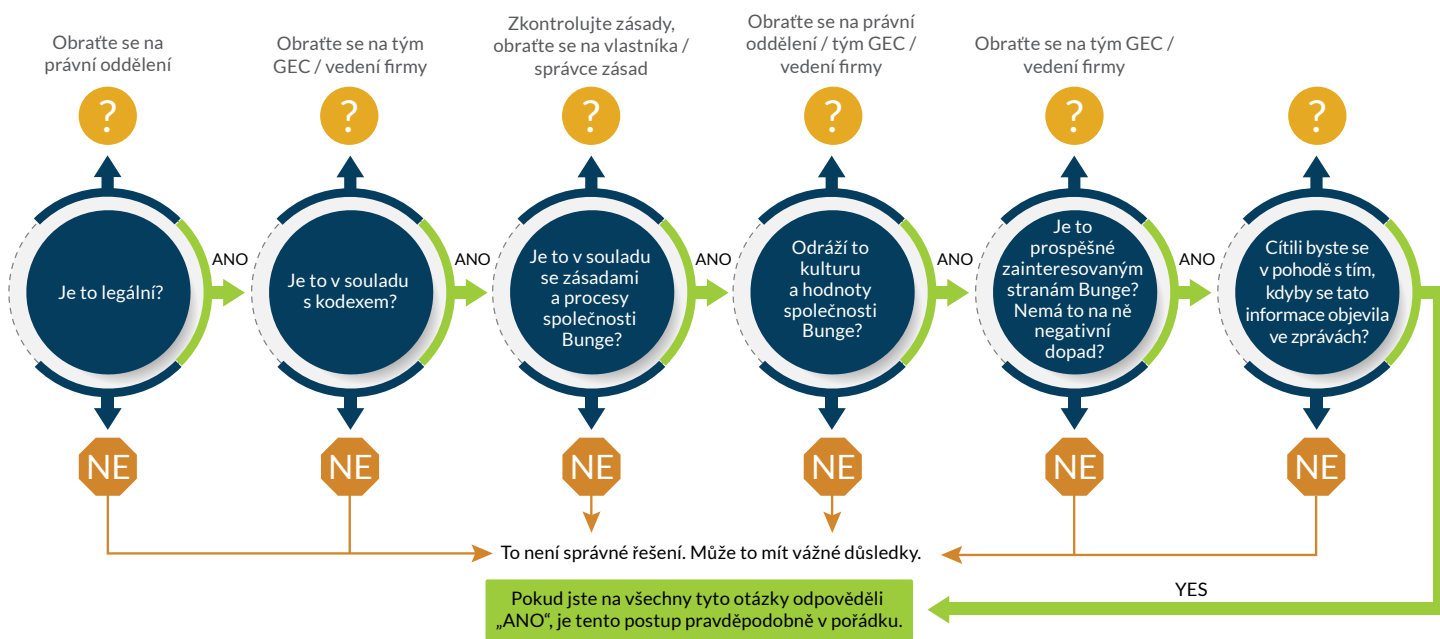 Obraťte se na
právní oddělení
Obraťte se na tým
GEC / vedení firmy
Zkontrolujte zásady,
obraťte se na vlastníka /
správce zásad
Obraťte se na právní
oddělení / tým GEC /
vedení firmy
Obraťte se na tým GEC /
vedení firmy
?
?
?
?
?
?
Je to legální?
ANO
Je to v souladu
s kodexem?
ANO
Je to v souladu
se zásadami
a procesy
společnosti
Bunge?
ANO
Odráží to
kulturu
a hodnoty
společnosti
Bunge?
ANO
Je to
prospěšné
zainteresovaným
stranám Bunge?
Nemá to na ně
negativní
dopad?
ANO
Cítili byste se
v pohodě s tím,
kdyby se tato
informace objevila
ve zprávách?
NE
NE
NE
NE
NE
NE
To není správné řešení. Může to mít vážné důsledky.
YES
Pokud jste na všechny tyto otázky odpověděli
„ANO“, je tento postup pravděpodobně v pořádku.